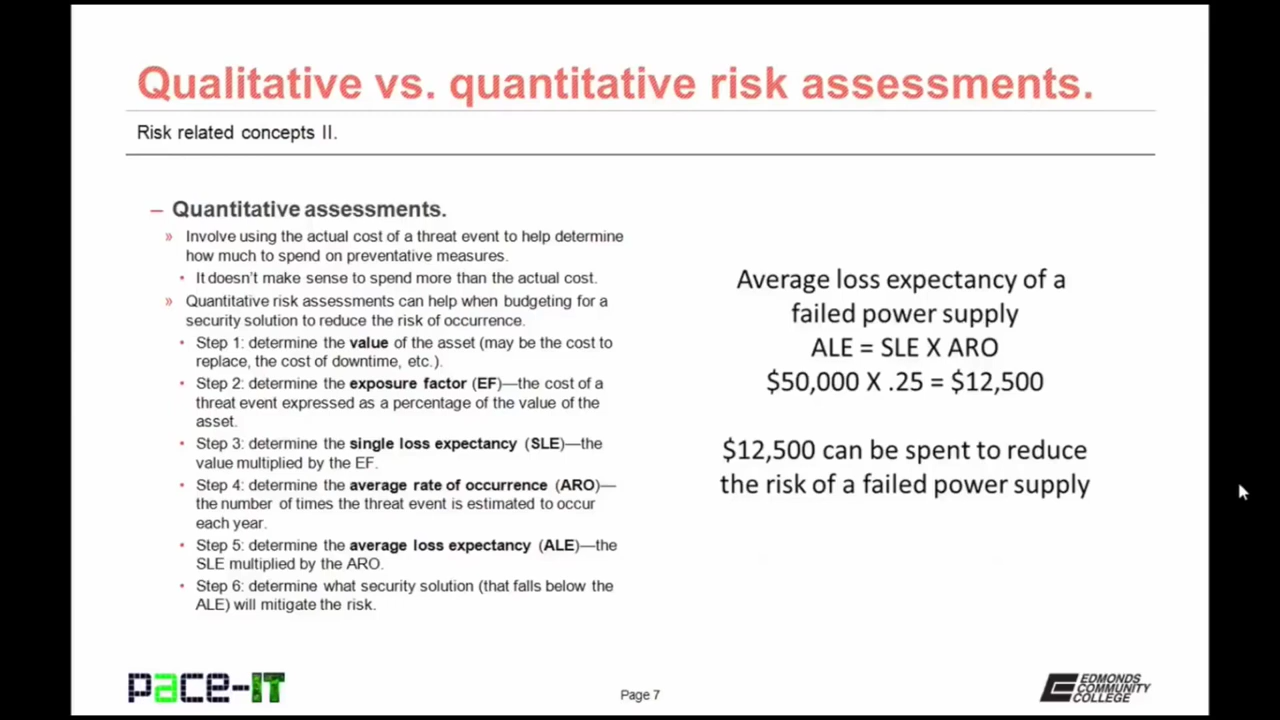 Qualitative vs. quantitative risk assessments.
Risk related concepts II.
– Quantitative assessments.
» Involve using the actual cost of a threat event to help determine
how much to spend on preventative measures.
• It doesn't make sense to spend more than the actual cost.
» Quantitative risk assessments can help when budgeting for a
security solution to reduce the risk of occurrence.
• Step 1: determine the value of the asset (may be the cost to
replace, the cost of downtime, etc.).
• Step 2: determine the exposure factor (EF)—the cost of a
threat event expressed as a percentage of the value of the
asset.
• Step 3: determine the single loss expectancy (SLE)—the
value multiplied by the EF.
• Step 4: determine the average rate of occurrence (ARO)—
the number of times the threat event is estimated to occur
each year.
• Step 5: determine the average loss expectancy (ALE)—the
SLE multiplied by the ARO.
• Step 6: determine what security solution (that falls below the
ALE) will mitigate the risk.
Average loss expectancy of a
failed power supply
ALE = SLE X ARO
$50,000 X .25 = $12,500
$12,500 can be spent to reduce
the risk of a failed power supply
pace-IT
Page 7
EDMONDS
COMMUNITY
COLLEGE